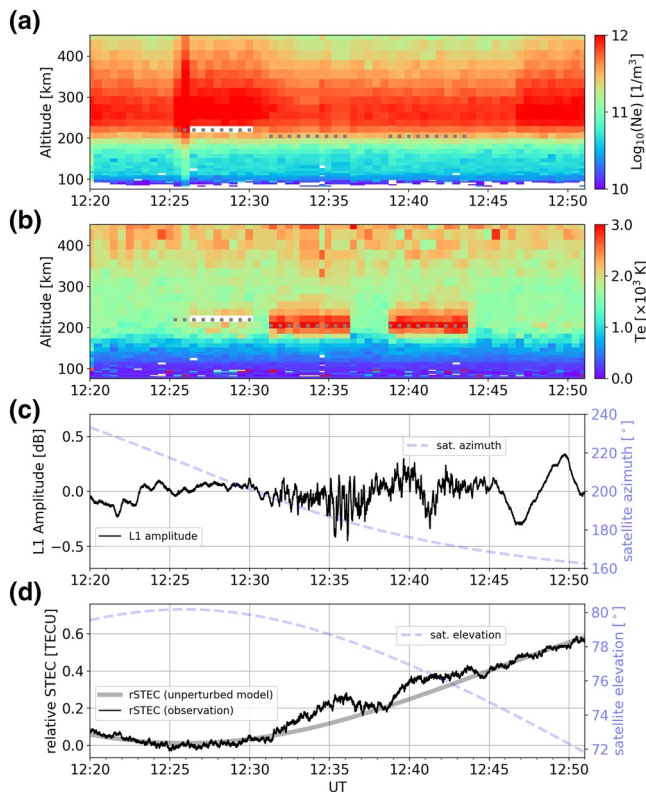 (a)
400
300
200
100
Altitude [km]
12:20 12:25 12:30 12:35 12:40 12:45 12:50
12
11
10
Log10(Ne) [1/m³]
(b)
400
300
200
100
Altitude [km]
12:20 12:25 12:30 12:35 12:40 12:45 12:50
3.0
2.0
1.0
0.0
Te [×10³ K]
(c)
0.5
0.0
−0.5
L1 Amplitude [dB]
sat. azimuth
L1 amplitude
240
220
200
180
160
satellite azimuth [°]
12:20 12:25 12:30 12:35 12:40 12:45 12:50
(d)
0.6
0.4
0.2
0.0
relative STEC [TECU]
sat. elevation
rSTEC (unperturbed model)
rSTEC (observation)
80
78
76
74
72
satellite elevation [°]
12:20 12:25 12:30 12:35 12:40 12:45 12:50
UT